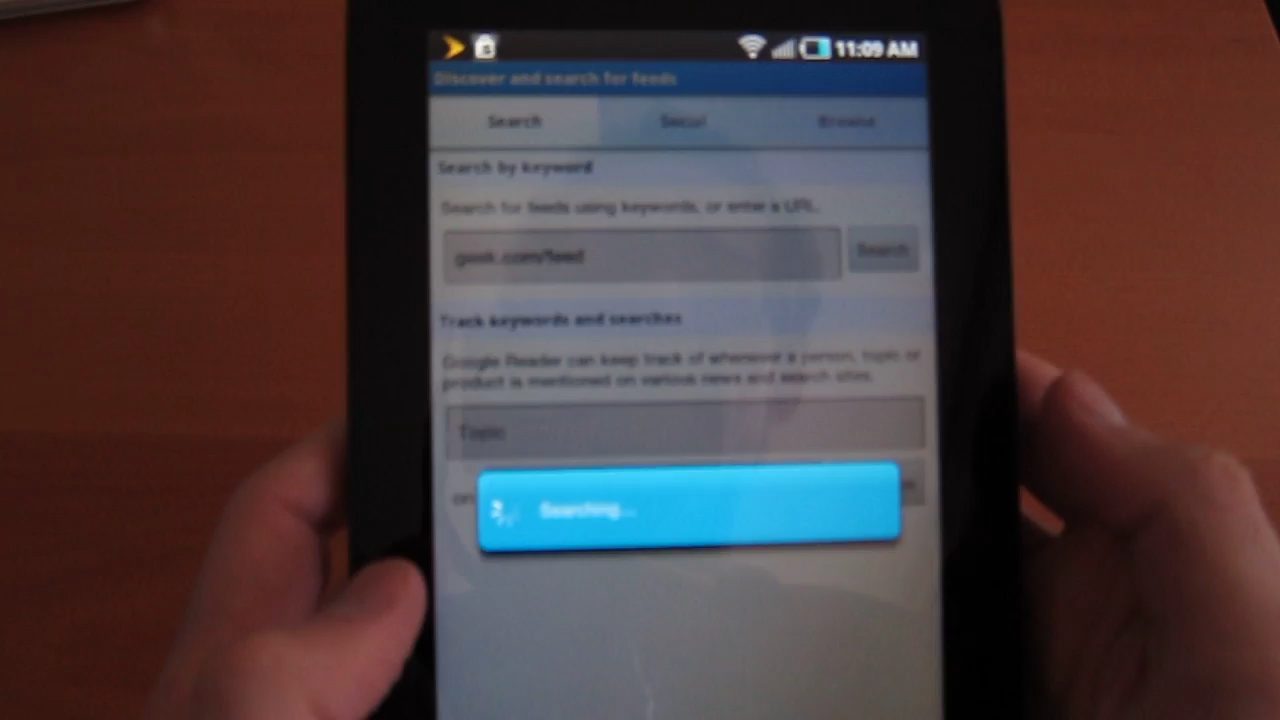 11:09 AM
Discover and search for feeds
Search Social Browse
Search by keyword
Search for feeds using keywords, or enter a URL.
geek.com/feed Search
Track keywords and searches
Google Reader can keep track of whenever a person, topic or
product is mentioned on various news and search sites.
Topic
on
Searching...